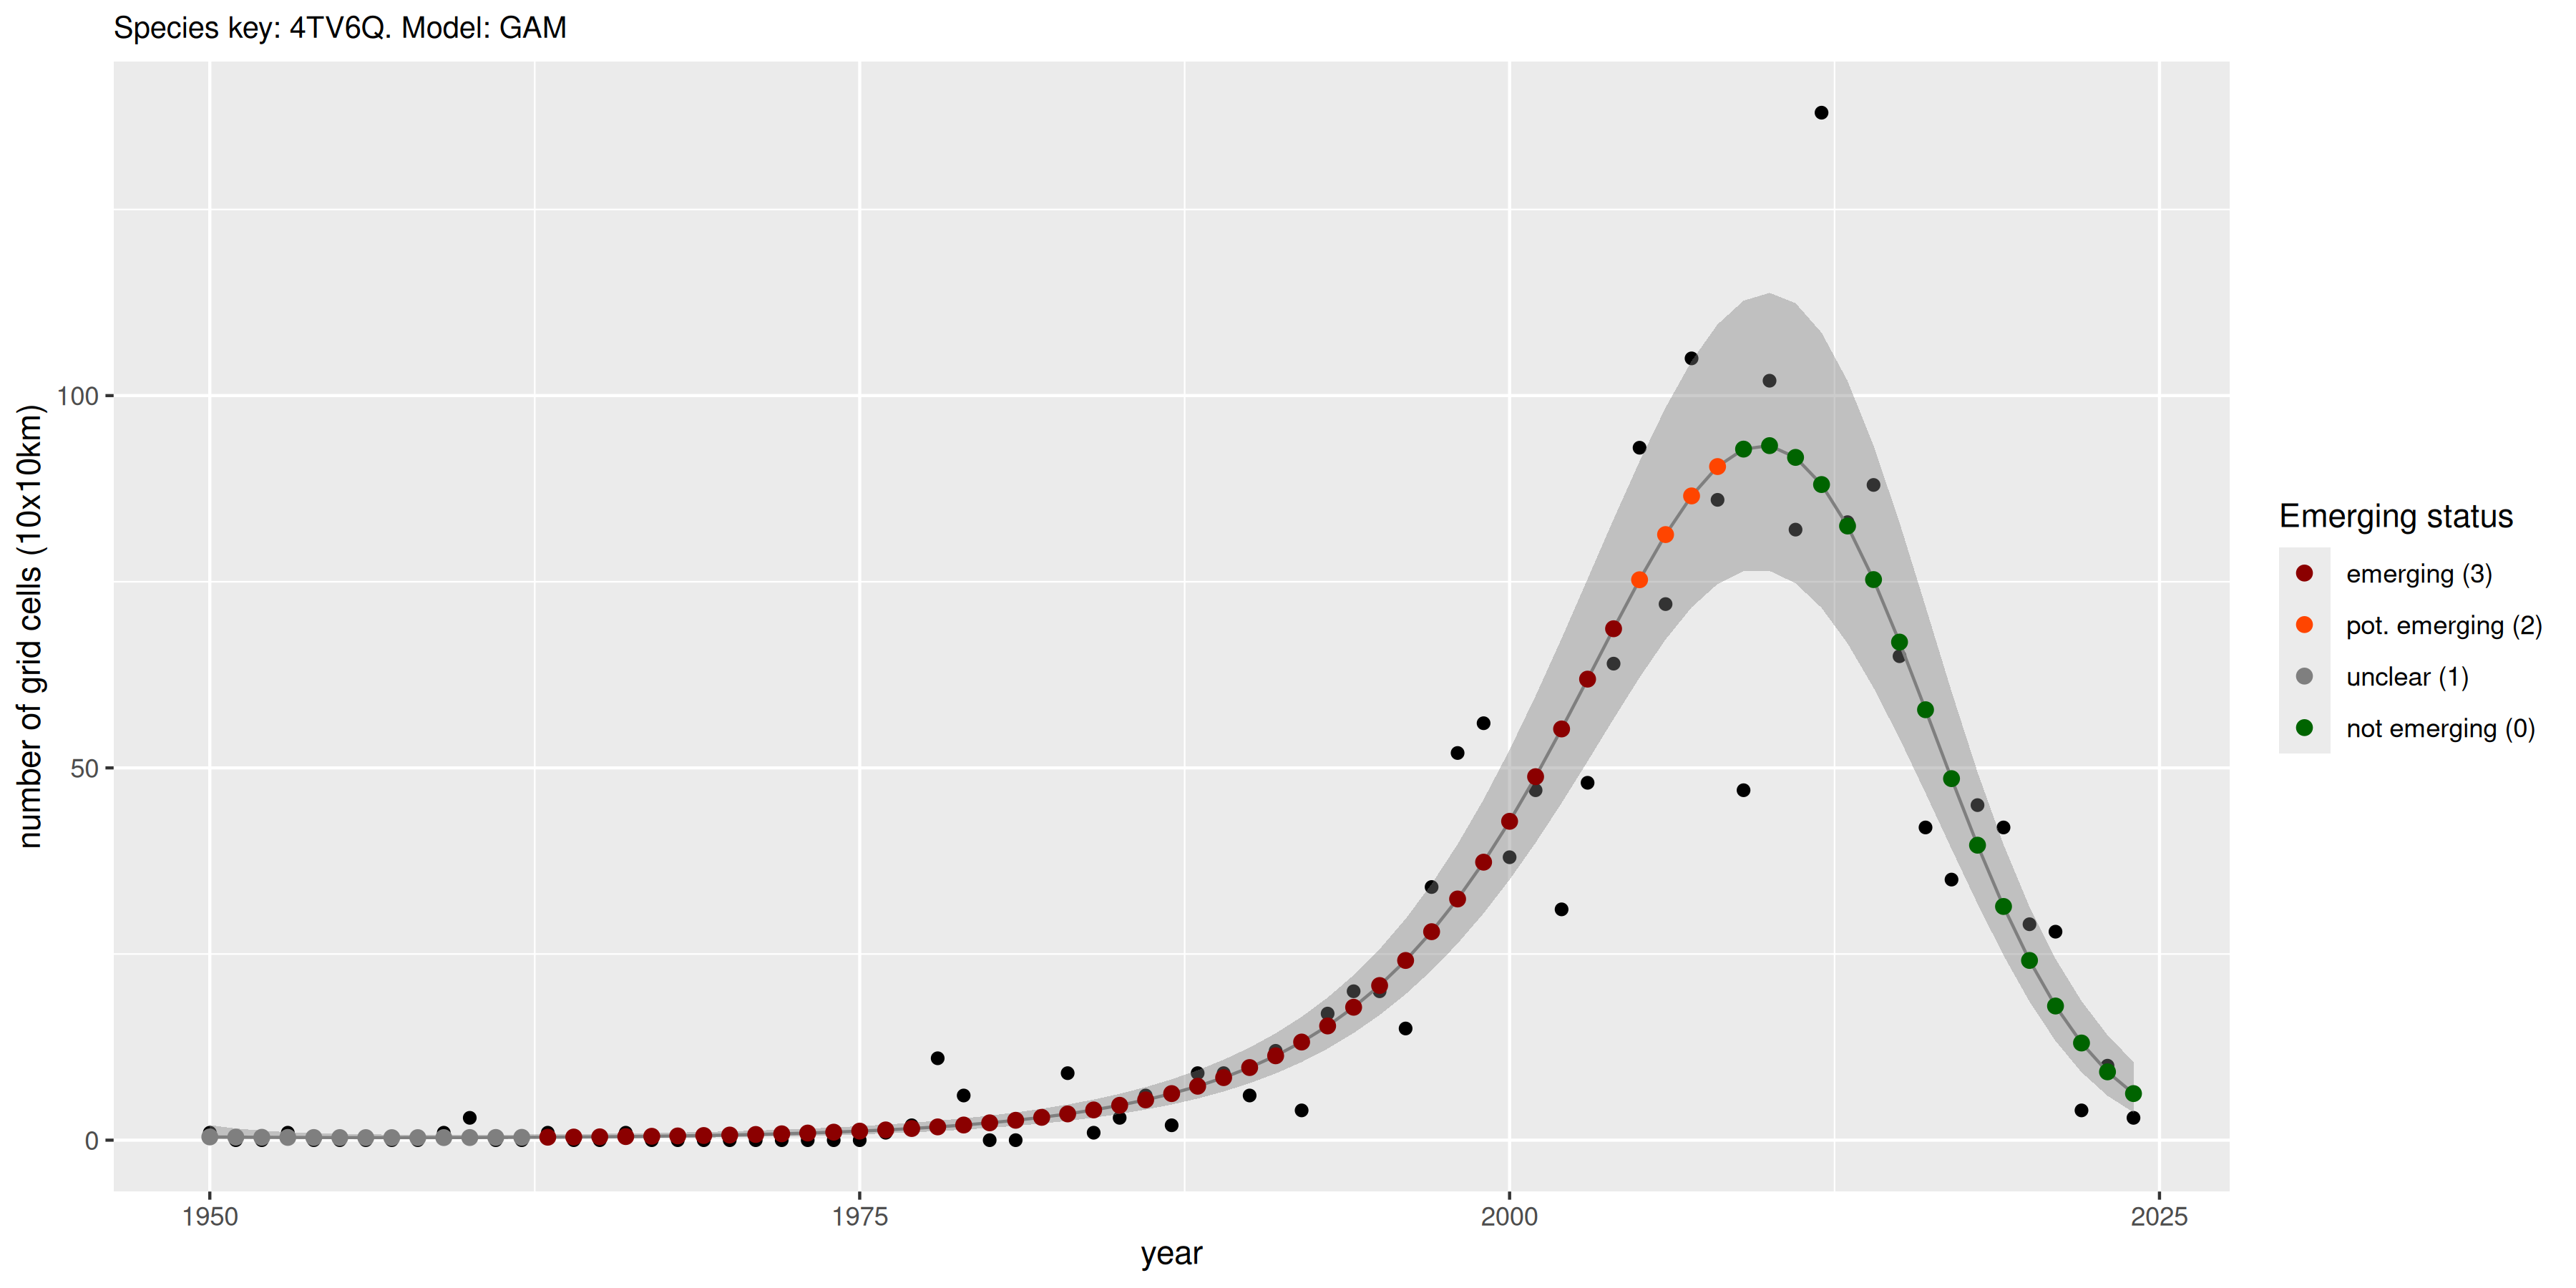 Species key: 4TV6Q. Model: GAM
number of grid cells (10x10km)
100
50
0
1950
1975
2000
2025
year
Emerging status
emerging (3)
pot. emerging (2)
unclear (1)
not emerging (0)